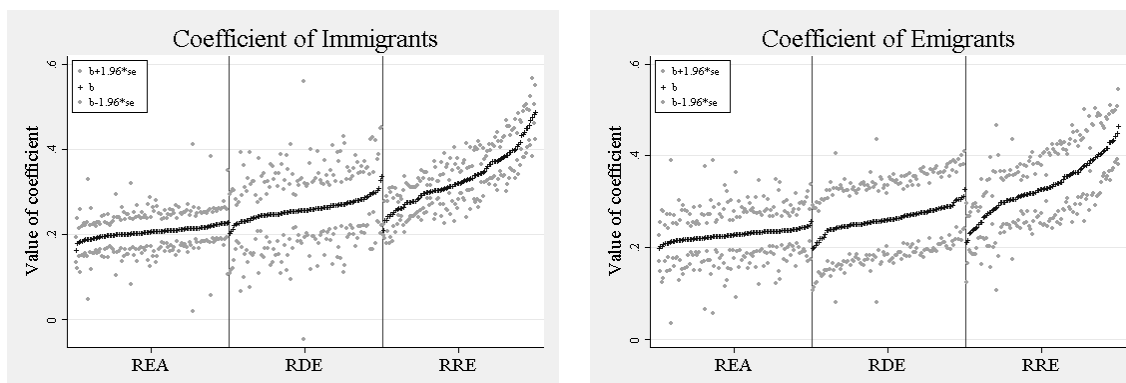 Coefficient of Immigrants
b+1.96*se
b
b-1.96*se
Value of coefficient
.6
.4
.2
0
REA RDE RRE
Coefficient of Emigrants
b+1.96*se
b
b-1.96*se
Value of coefficient
.6
.4
.2
0
REA RDE RRE